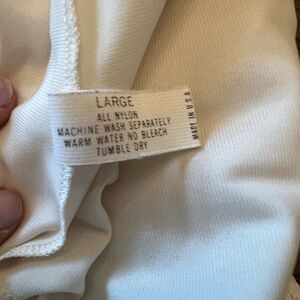 LARGE
ALL NYLON
MACHINE WASH SEPARATELY
WARM WATER NO BLEACH
TUMBLE DRY
MADE IN U.S.A.